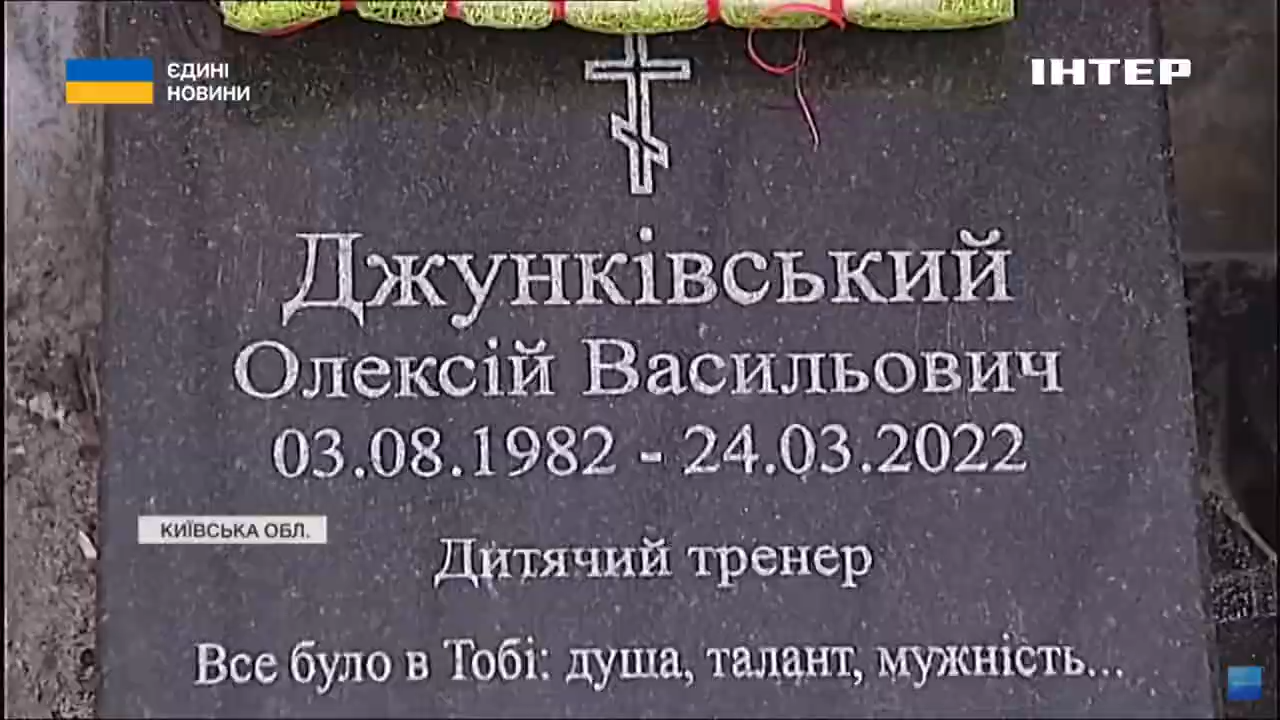 ЄДИНІ
НОВИНИ
ІНТЕР
Джунківський
Олексій Васильович
03.08.1982 - 24.03.2022
КИЇВСЬКА ОБЛ.
Дитячий тренер
Все було в Тобі: душа, талант, мужність...